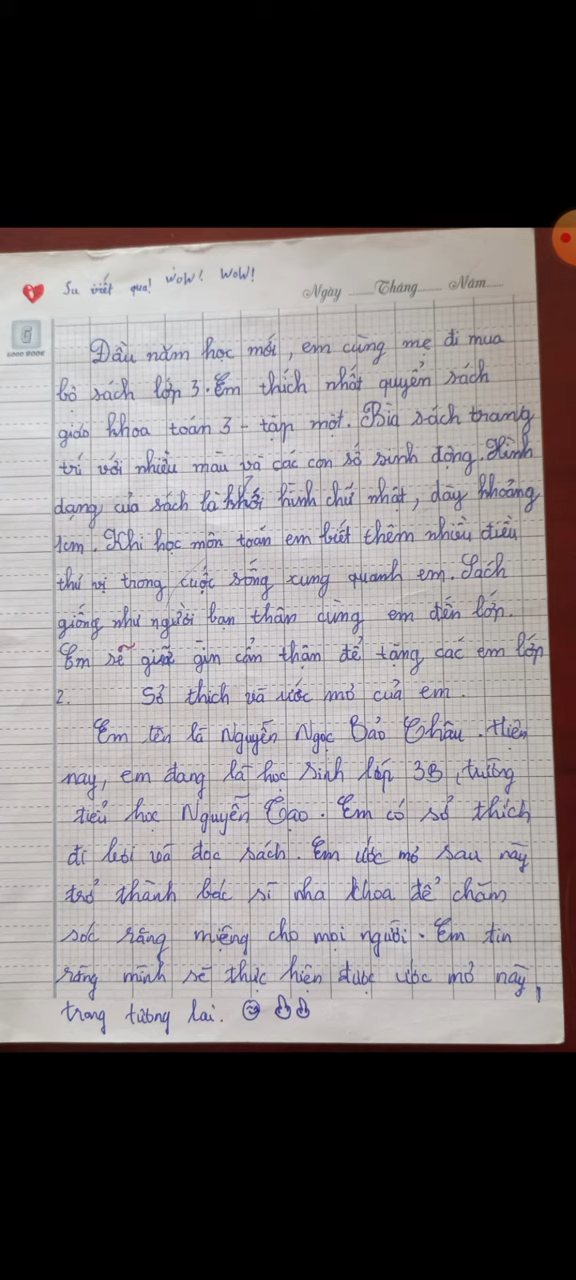 Su viết qua! WOW! WOW!
Ngày Tháng Năm
G
GOOD BOOK
Đầu năm học mới, em cùng mẹ đi mua
bộ sách lớp 3. Em thích nhất quyển sách
giáo khoa toán 3 - tập một. Bìa sách trang
trí với nhiều màu và các con số sinh động. Hình
dạng của sách là khối hình chữ nhật, dày khoảng
1cm. Khi học môn toán em biết thêm nhiều điều
thú vị trong cuộc sống xung quanh em. Sách
giống như người bạn thân cùng em đến lớp.
Em sẽ giữ gìn cẩn thận để tặng các em lớp
2. Sở thích và ước mơ của em.
Em tên là Nguyễn Ngọc Bảo Châu. Hiện
nay, em đang là học sinh lớp 3B, trường
tiểu học Nguyễn Tạo. Em có sở thích
đi bơi và đọc sách. Em ước mơ sau này
trở thành bác sĩ nha khoa để chăm
sóc răng miệng cho mọi người. Em tin
rằng mình sẽ thực hiện được ước mơ này,
trong tương lai.